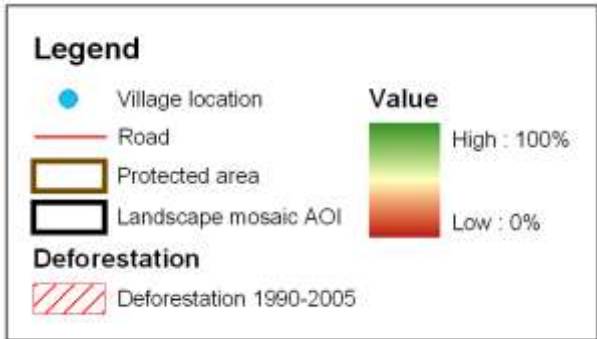 Legend
Village location
Road
Protected area
Landscape mosaic AOI
Deforestation
Deforestation 1990-2005
Value
High : 100%
Low : 0%